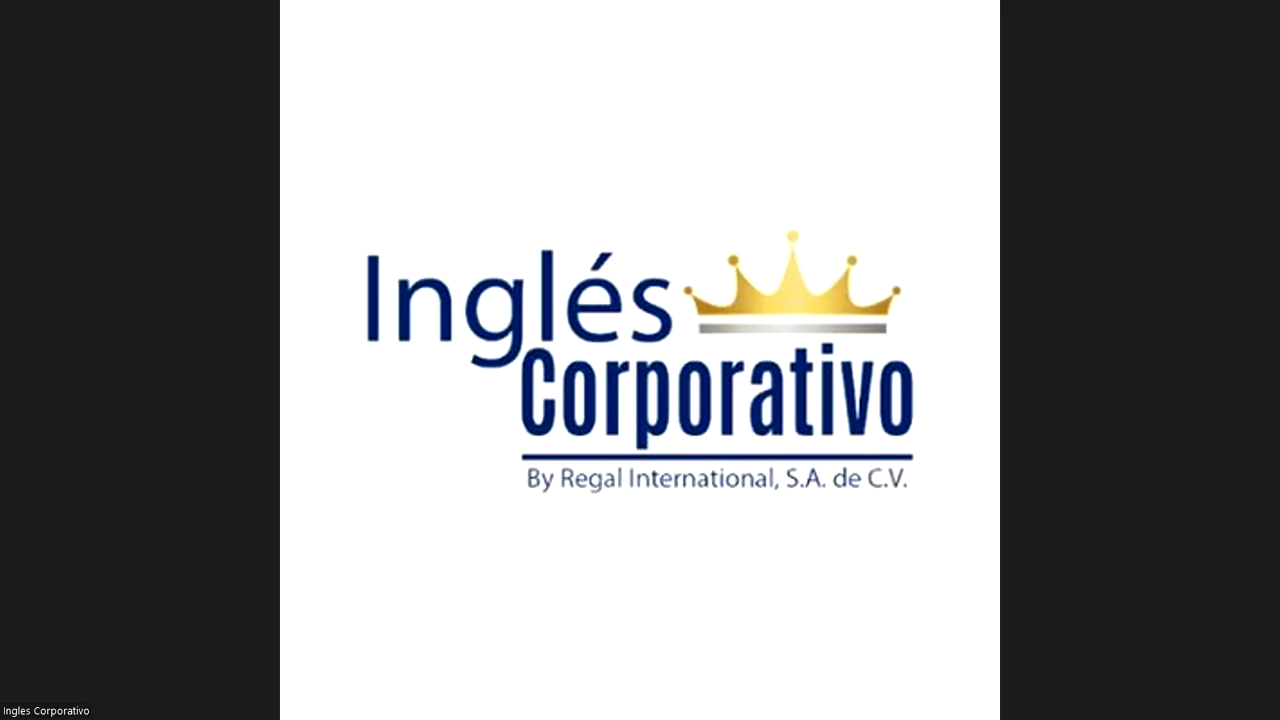 Inglés
Corporativo
By Regal International, S.A. de C.V.
Ingles Corporativo